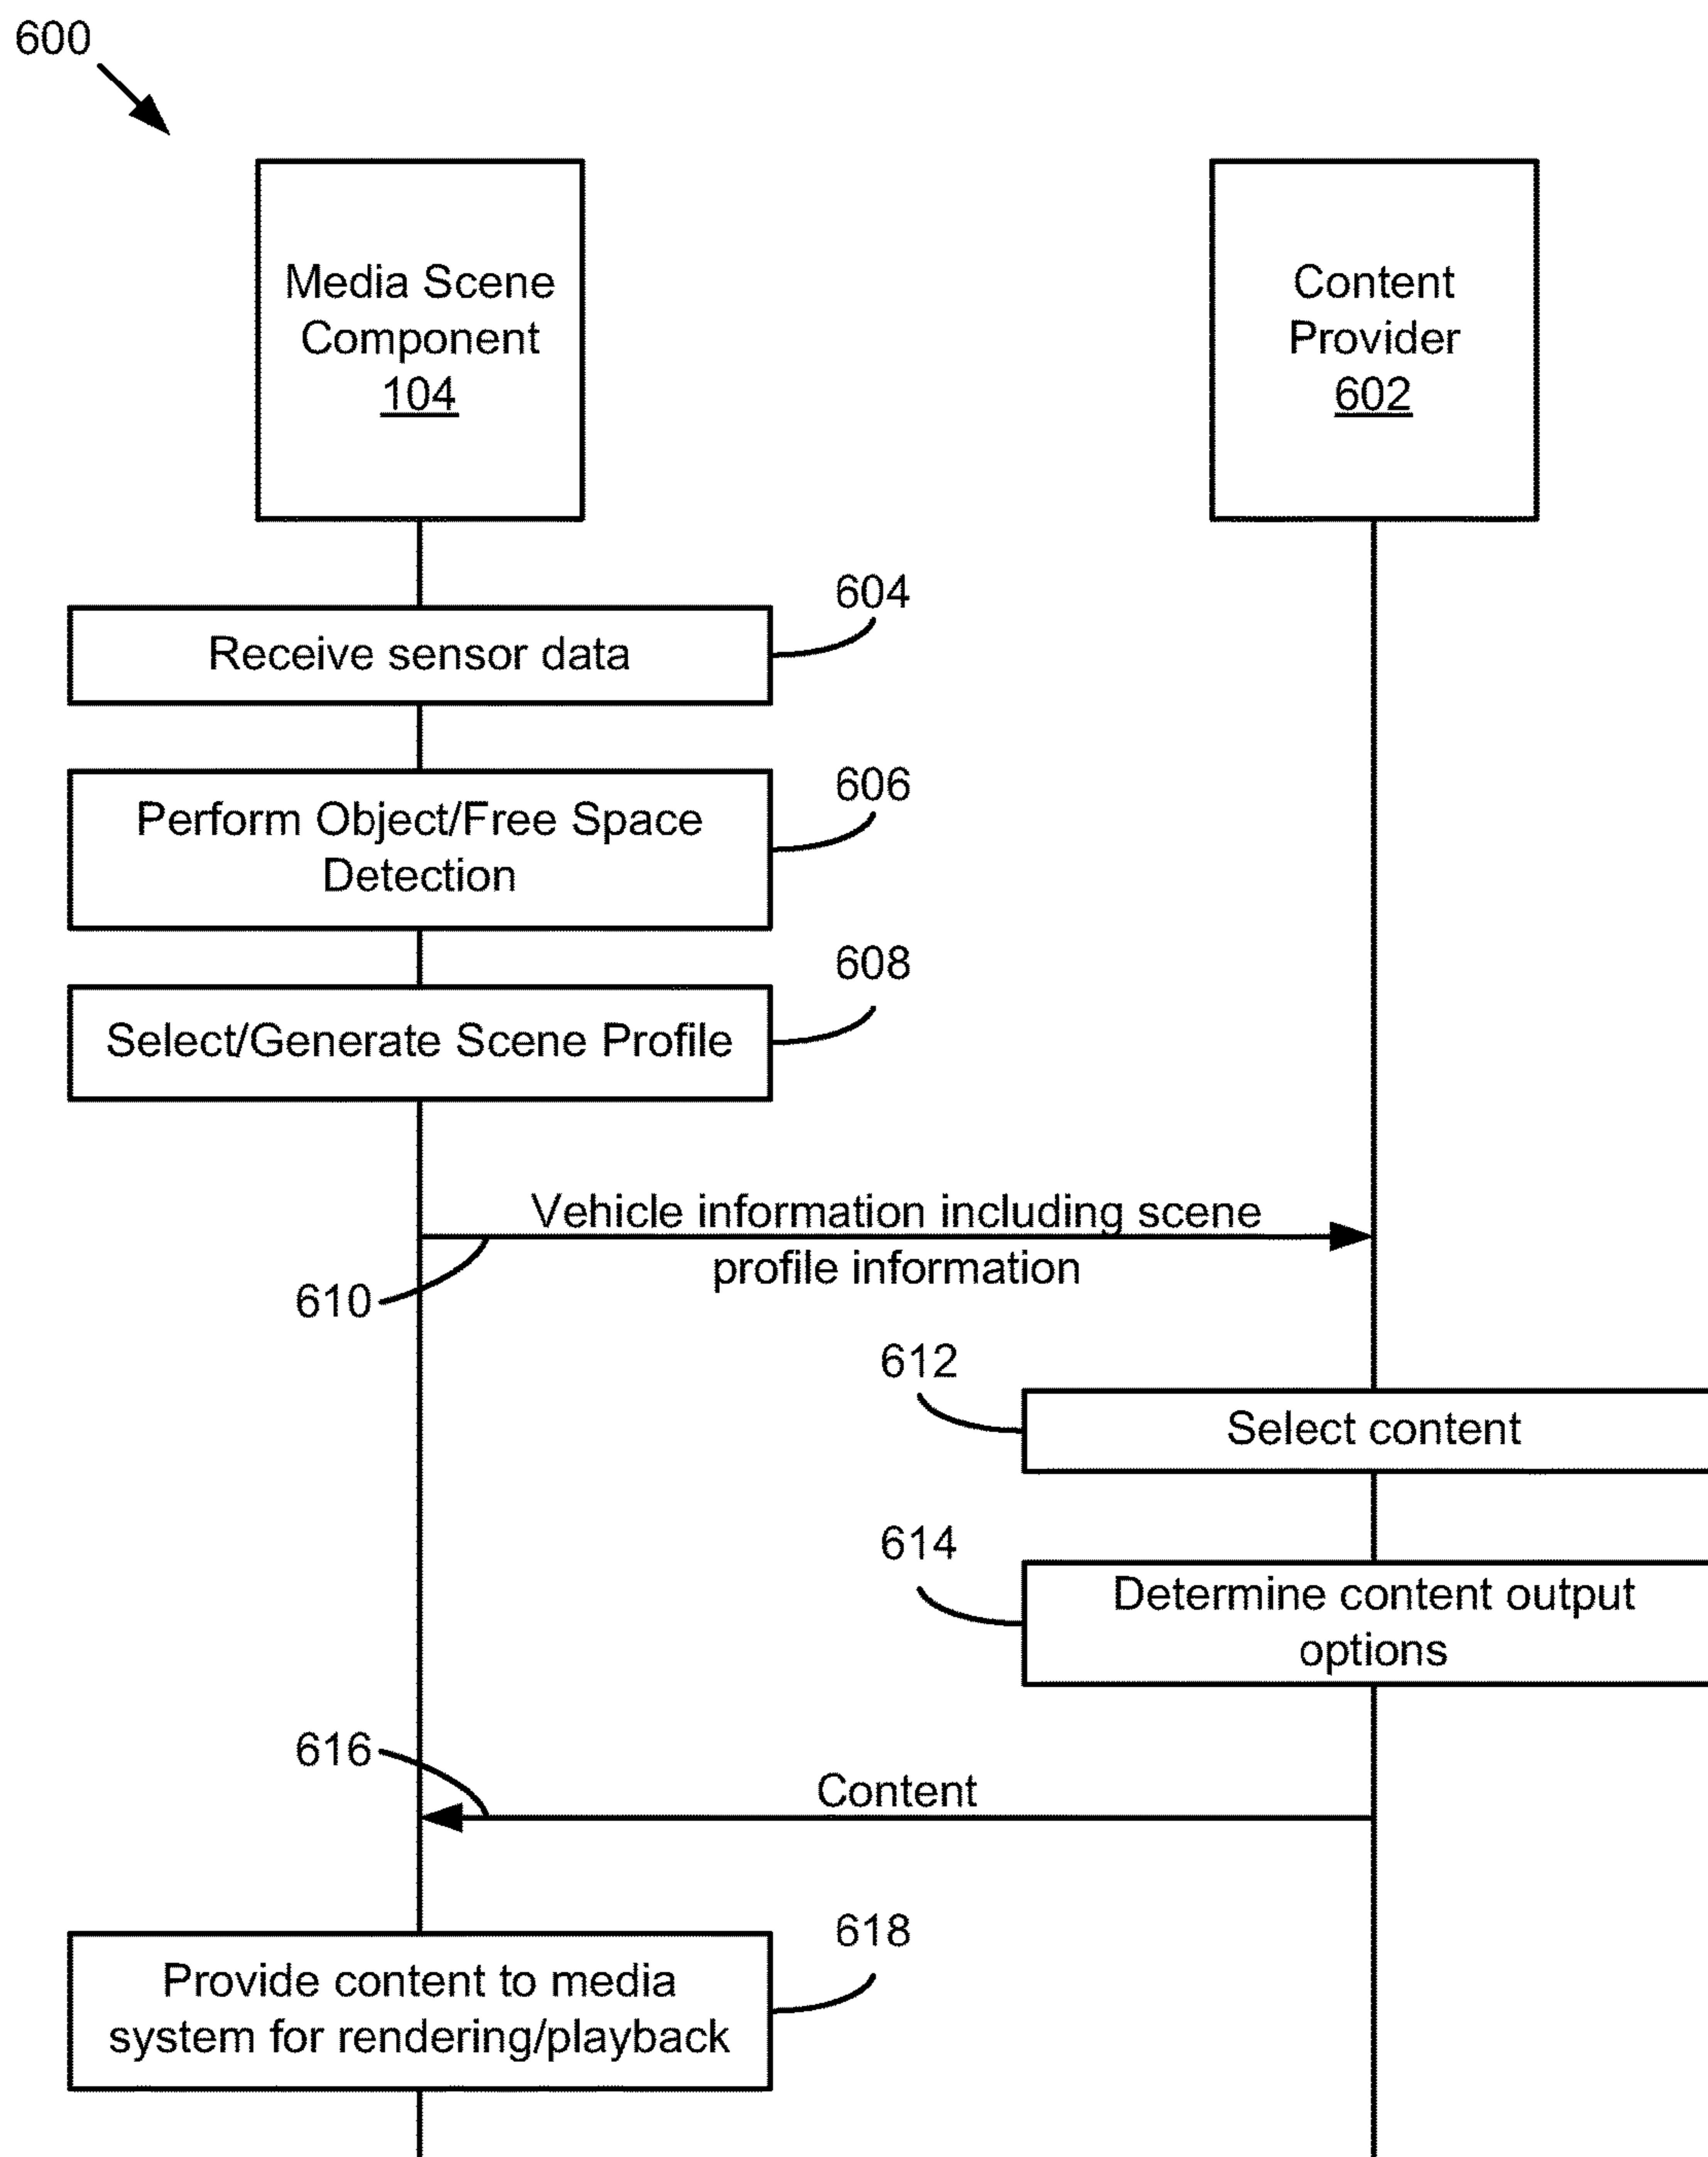 600
Media Scene
Component
104
Content
Provider
602
604
Receive sensor data
606
Perform Object/Free Space
Detection
608
Select/Generate Scene Profile
Vehicle information including scene
profile information
610
612
Select content
614
Determine content output
options
616
Content
618
Provide content to media
system for rendering/playback